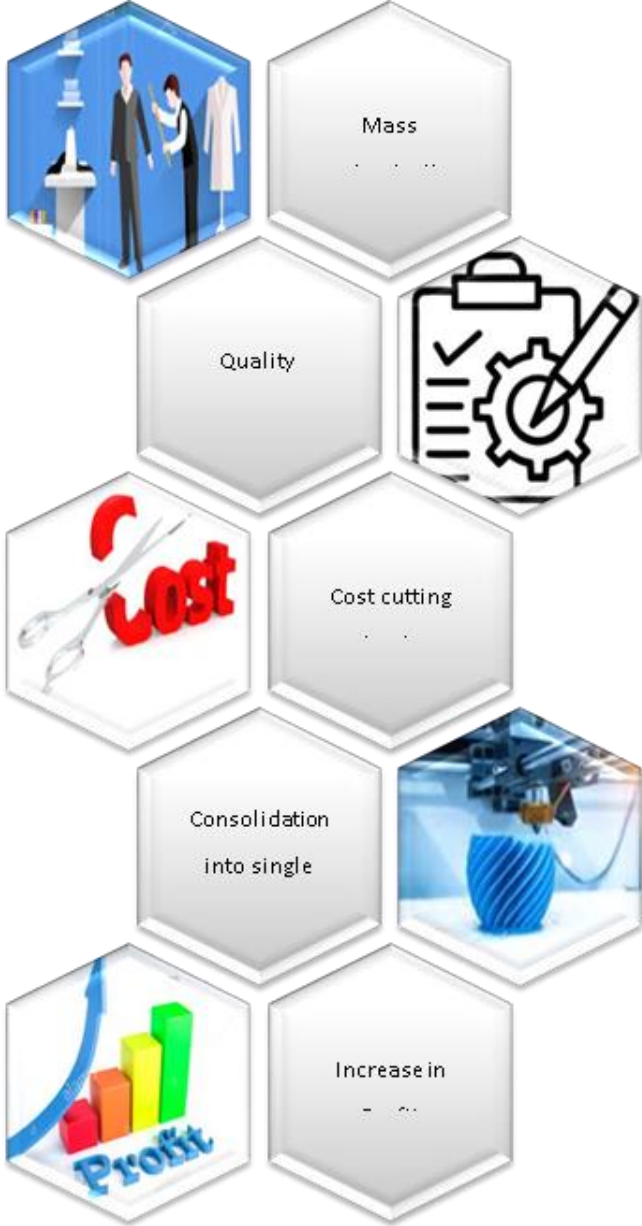 Mass
Quality
Cost
Cost cutting
Consolidation
into single
Increase in
Profit